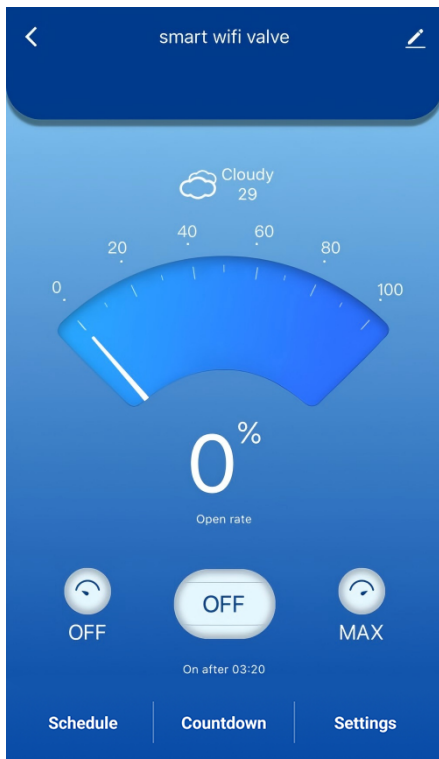 smart wifi valve
Cloudy
29
0 20 40 60 80 100
0%
Open rate
OFF OFF MAX
On after 03:20
Schedule Countdown Settings